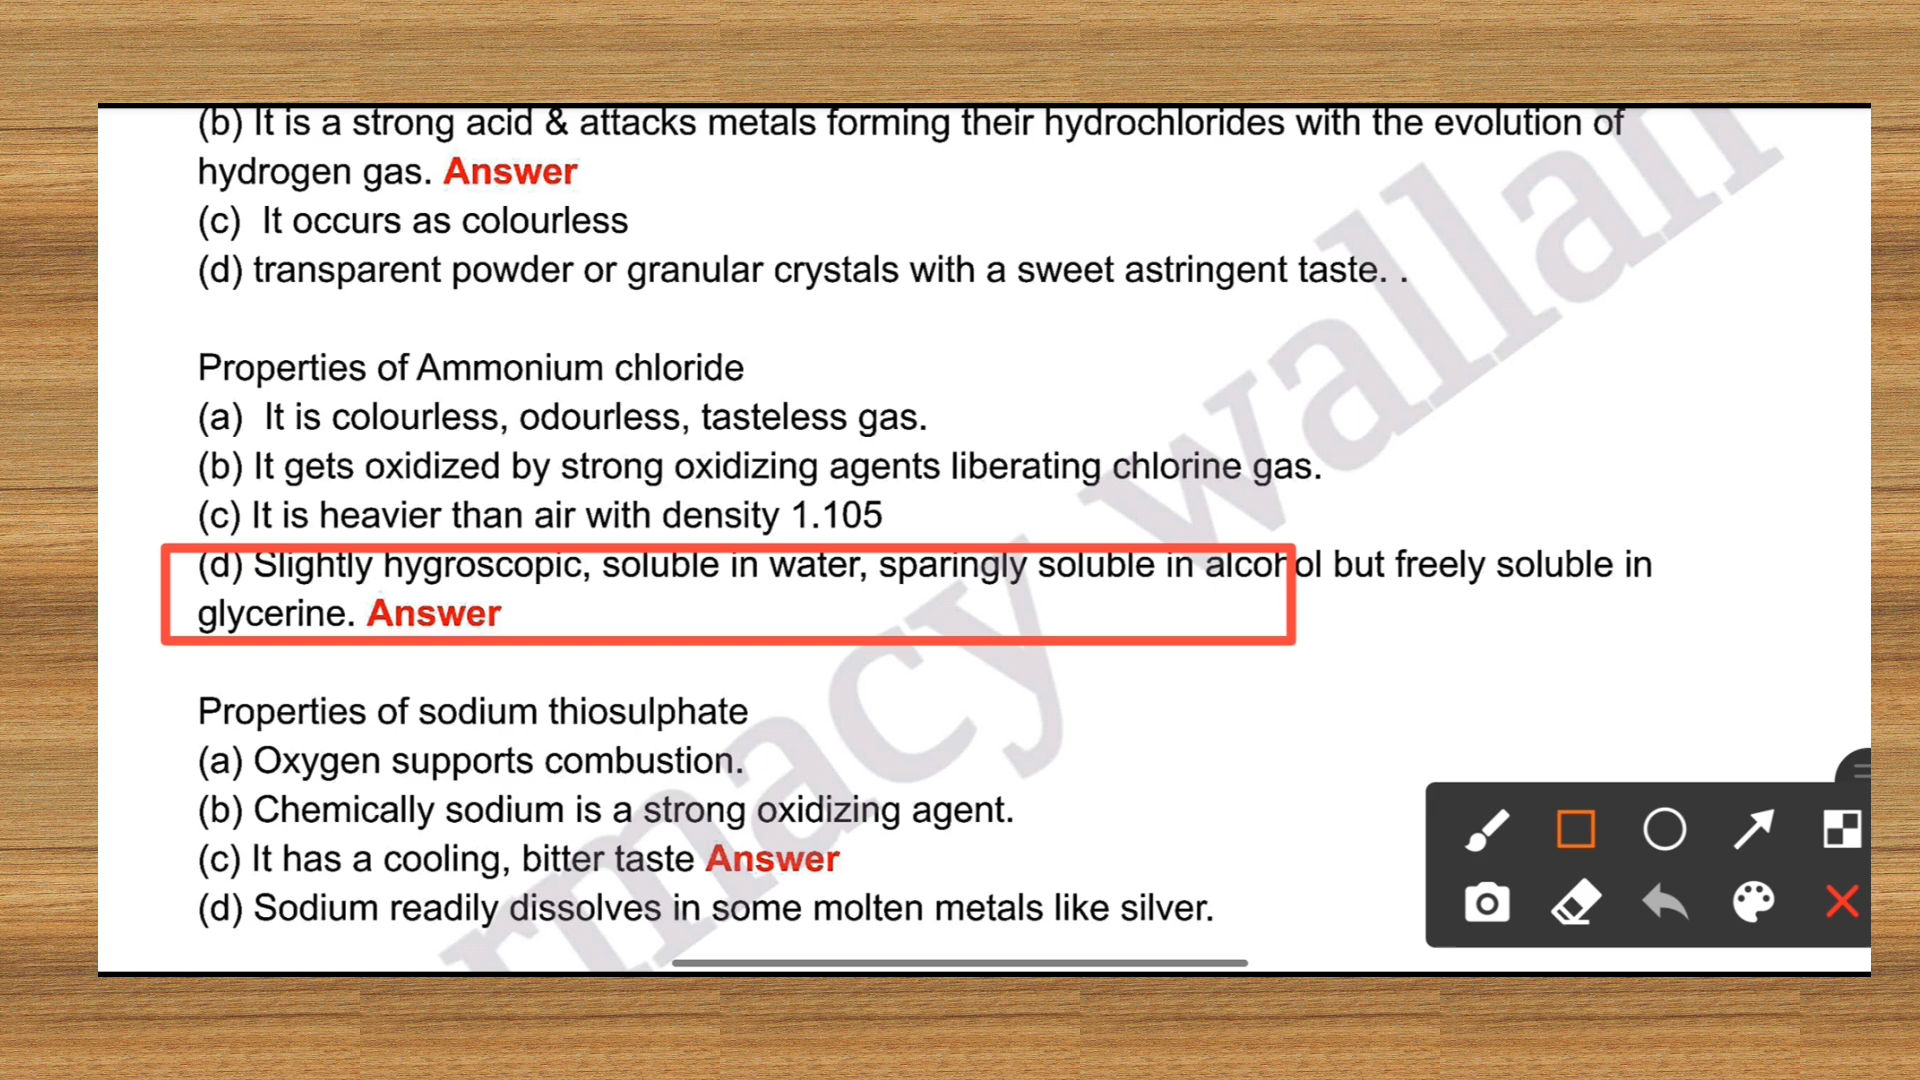 (b) It is a strong acid & attacks metals forming their hydrochlorides with the evolution of
hydrogen gas. Answer
(c) It occurs as colourless
(d) transparent powder or granular crystals with a sweet astringent taste. .
Properties of Ammonium chloride
(a) It is colourless, odourless, tasteless gas.
(b) It gets oxidized by strong oxidizing agents liberating chlorine gas.
(c) It is heavier than air with density 1.105
(d) Slightly hygroscopic, soluble in water, sparingly soluble in alcohol but freely soluble in
glycerine. Answer
Properties of sodium thiosulphate
(a) Oxygen supports combustion.
(b) Chemically sodium is a strong oxidizing agent.
(c) It has a cooling, bitter taste Answer
(d) Sodium readily dissolves in some molten metals like silver.
rmacy wallah